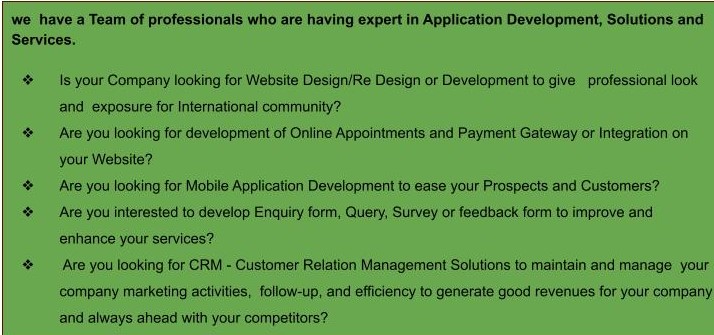 we have a Team of professionals who are having expert in Application Development, Solutions and
Services.
❖ Is your Company looking for Website Design/Re Design or Development to give professional look
and exposure for International community?
❖ Are you looking for development of Online Appointments and Payment Gateway or Integration on
your Website?
❖ Are you looking for Mobile Application Development to ease your Prospects and Customers?
❖ Are you interested to develop Enquiry form, Query, Survey or feedback form to improve and
enhance your services?
❖ Are you looking for CRM - Customer Relation Management Solutions to maintain and manage your
company marketing activities, follow-up, and efficiency to generate good revenues for your company
and always ahead with your competitors?